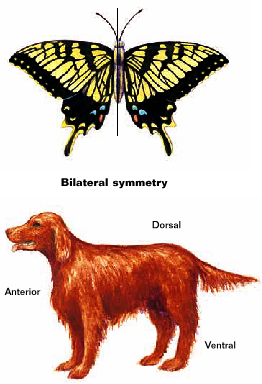 Bilateral symmetry
Dorsal
Anterior
Ventral